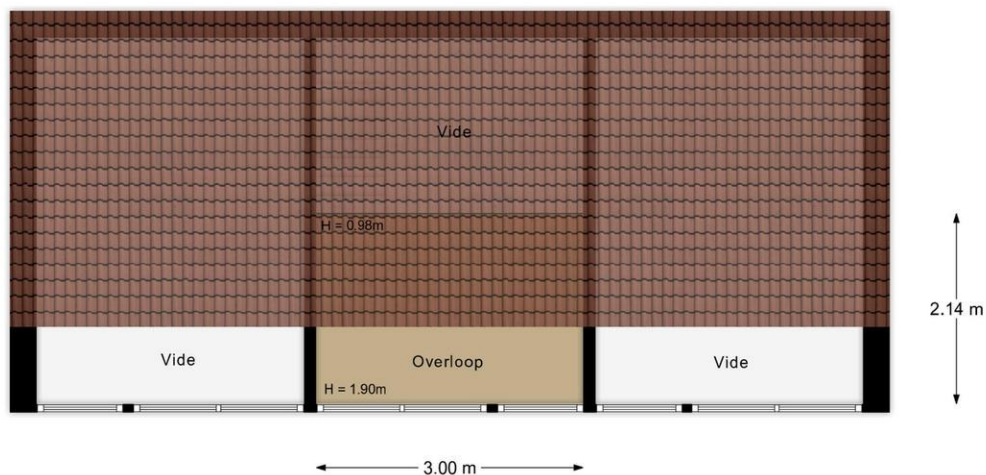 Vide
H = 0.98m
2.14 m
Vide
Overloop
Vide
H = 1.90m
3.00 m